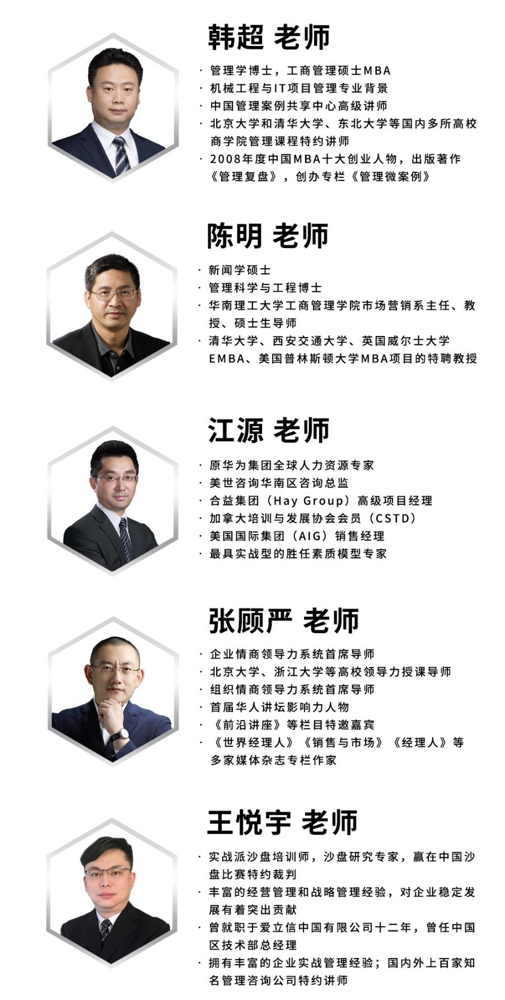 韩超 老师
· 管理学博士，工商管理硕士MBA
· 机械工程与IT项目管理专业背景
· 中国管理案例共享中心高级讲师
· 北京大学和清华大学、东北大学等国内多所高校
商学院管理课程特约讲师
· 2008年度中国MBA十大创业人物，出版著作
《管理复盘》，创办专栏《管理微案例》
陈明 老师
· 新闻学硕士
· 管理科学与工程博士
· 华南理工大学工商管理学院市场营销系主任、教
授、硕士生导师
· 清华大学、西安交通大学、英国威尔士大学
EMBA、美国普林斯顿大学MBA项目的特聘教授
江源 老师
· 原华为集团全球人力资源专家
· 美世咨询华南区咨询总监
· 合益集团（Hay Group）高级项目经理
· 加拿大培训与发展协会会员（CSTD）
· 美国国际集团（AIG）销售经理
· 最具实战型的胜任素质模型专家
张顾严 老师
· 企业情商领导力系统首席导师
· 北京大学、浙江大学等高校领导力授课导师
· 组织情商领导力系统首席导师
· 首届华人讲坛影响力人物
· 《前沿讲座》等栏目特邀嘉宾
· 《世界经理人》《销售与市场》《经理人》等
多家媒体杂志专栏作家
王悦宇 老师
· 实战派沙盘培训师，沙盘研究专家，赢在中国沙
盘比赛特约裁判
· 丰富的经营管理和战略管理经验，对企业稳定发
展有着突出贡献
· 曾就职于爱立信中国有限公司十二年，曾任中国
区技术部总经理
· 拥有丰富的企业实战管理经验；国内外上百家知
名管理咨询公司特约讲师